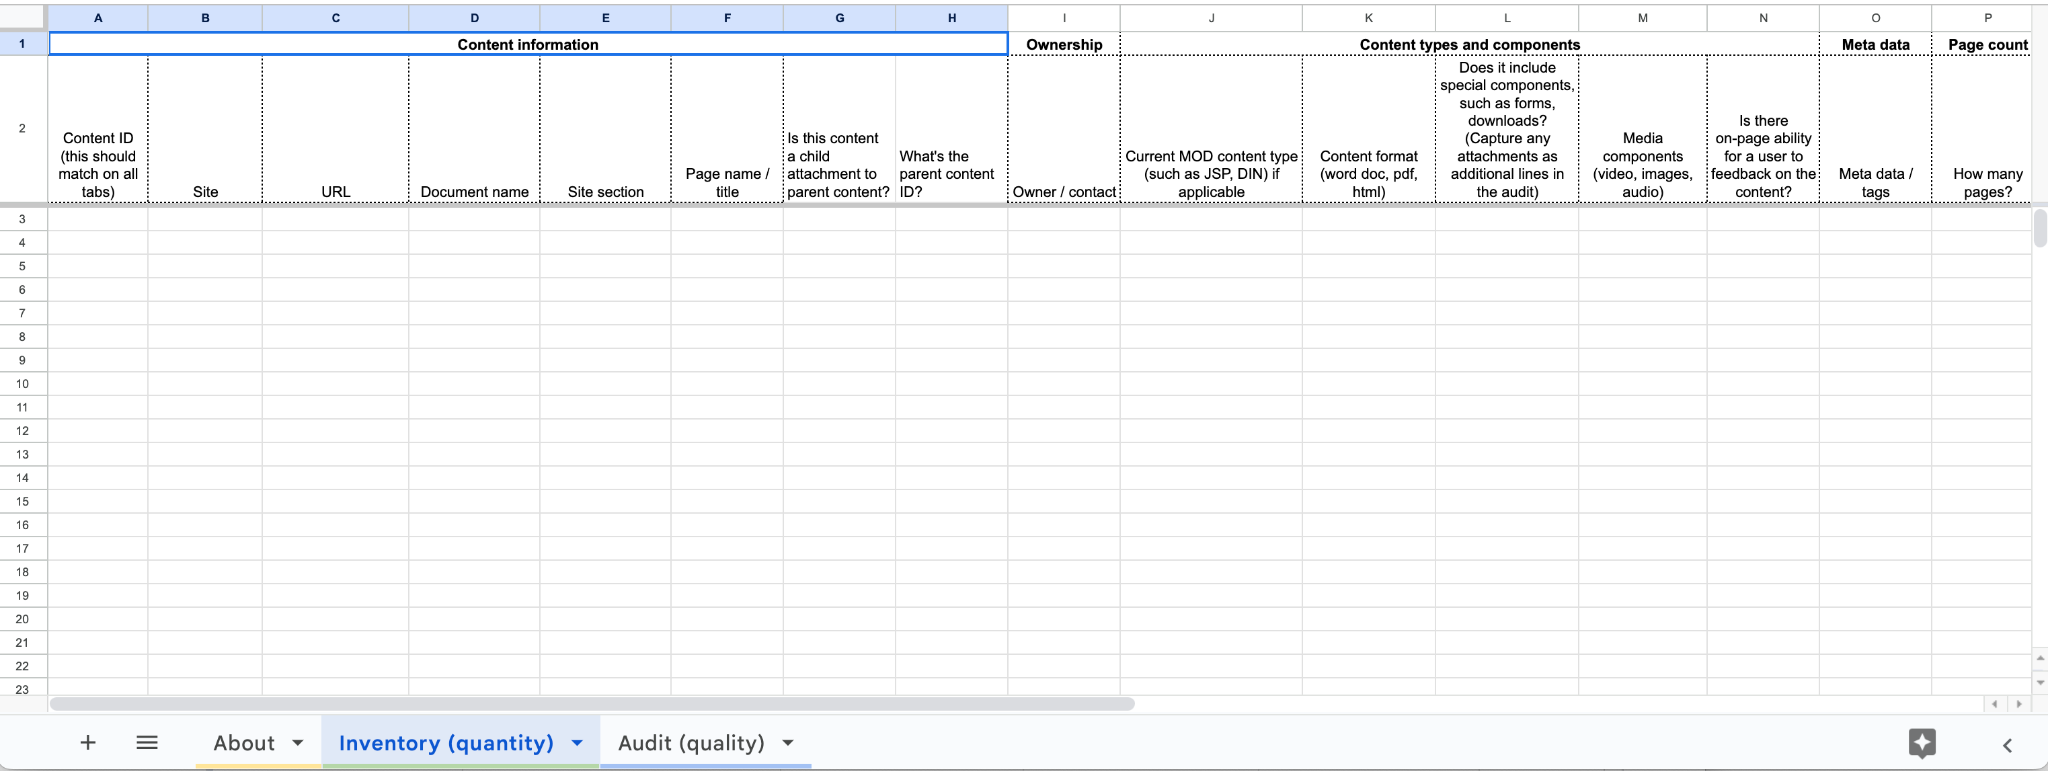 A B C D E F G H I J K L M N O P
1 Content information Ownership Content types and components Meta data Page count
2
Content ID
(this should
match on all
tabs)
Site
URL
Document name
Site section
Page name /
title
Is this content
a child
attachment to
parent content?
What's the
parent content
ID?
Owner / contact
Current MOD content type
(such as JSP, DIN) if
applicable
Content format
(word doc, pdf,
html)
Does it include
special components,
such as forms,
downloads?
(Capture any
attachments as
additional lines in
the audit)
Media
components
(video, images,
audio)
Is there
on-page ability
for a user to
feedback on the
content?
Meta data /
tags
How many
pages?
3
4
5
6
7
8
9
10
11
12
13
14
15
16
17
18
19
20
21
22
23
About Inventory (quantity) Audit (quality)